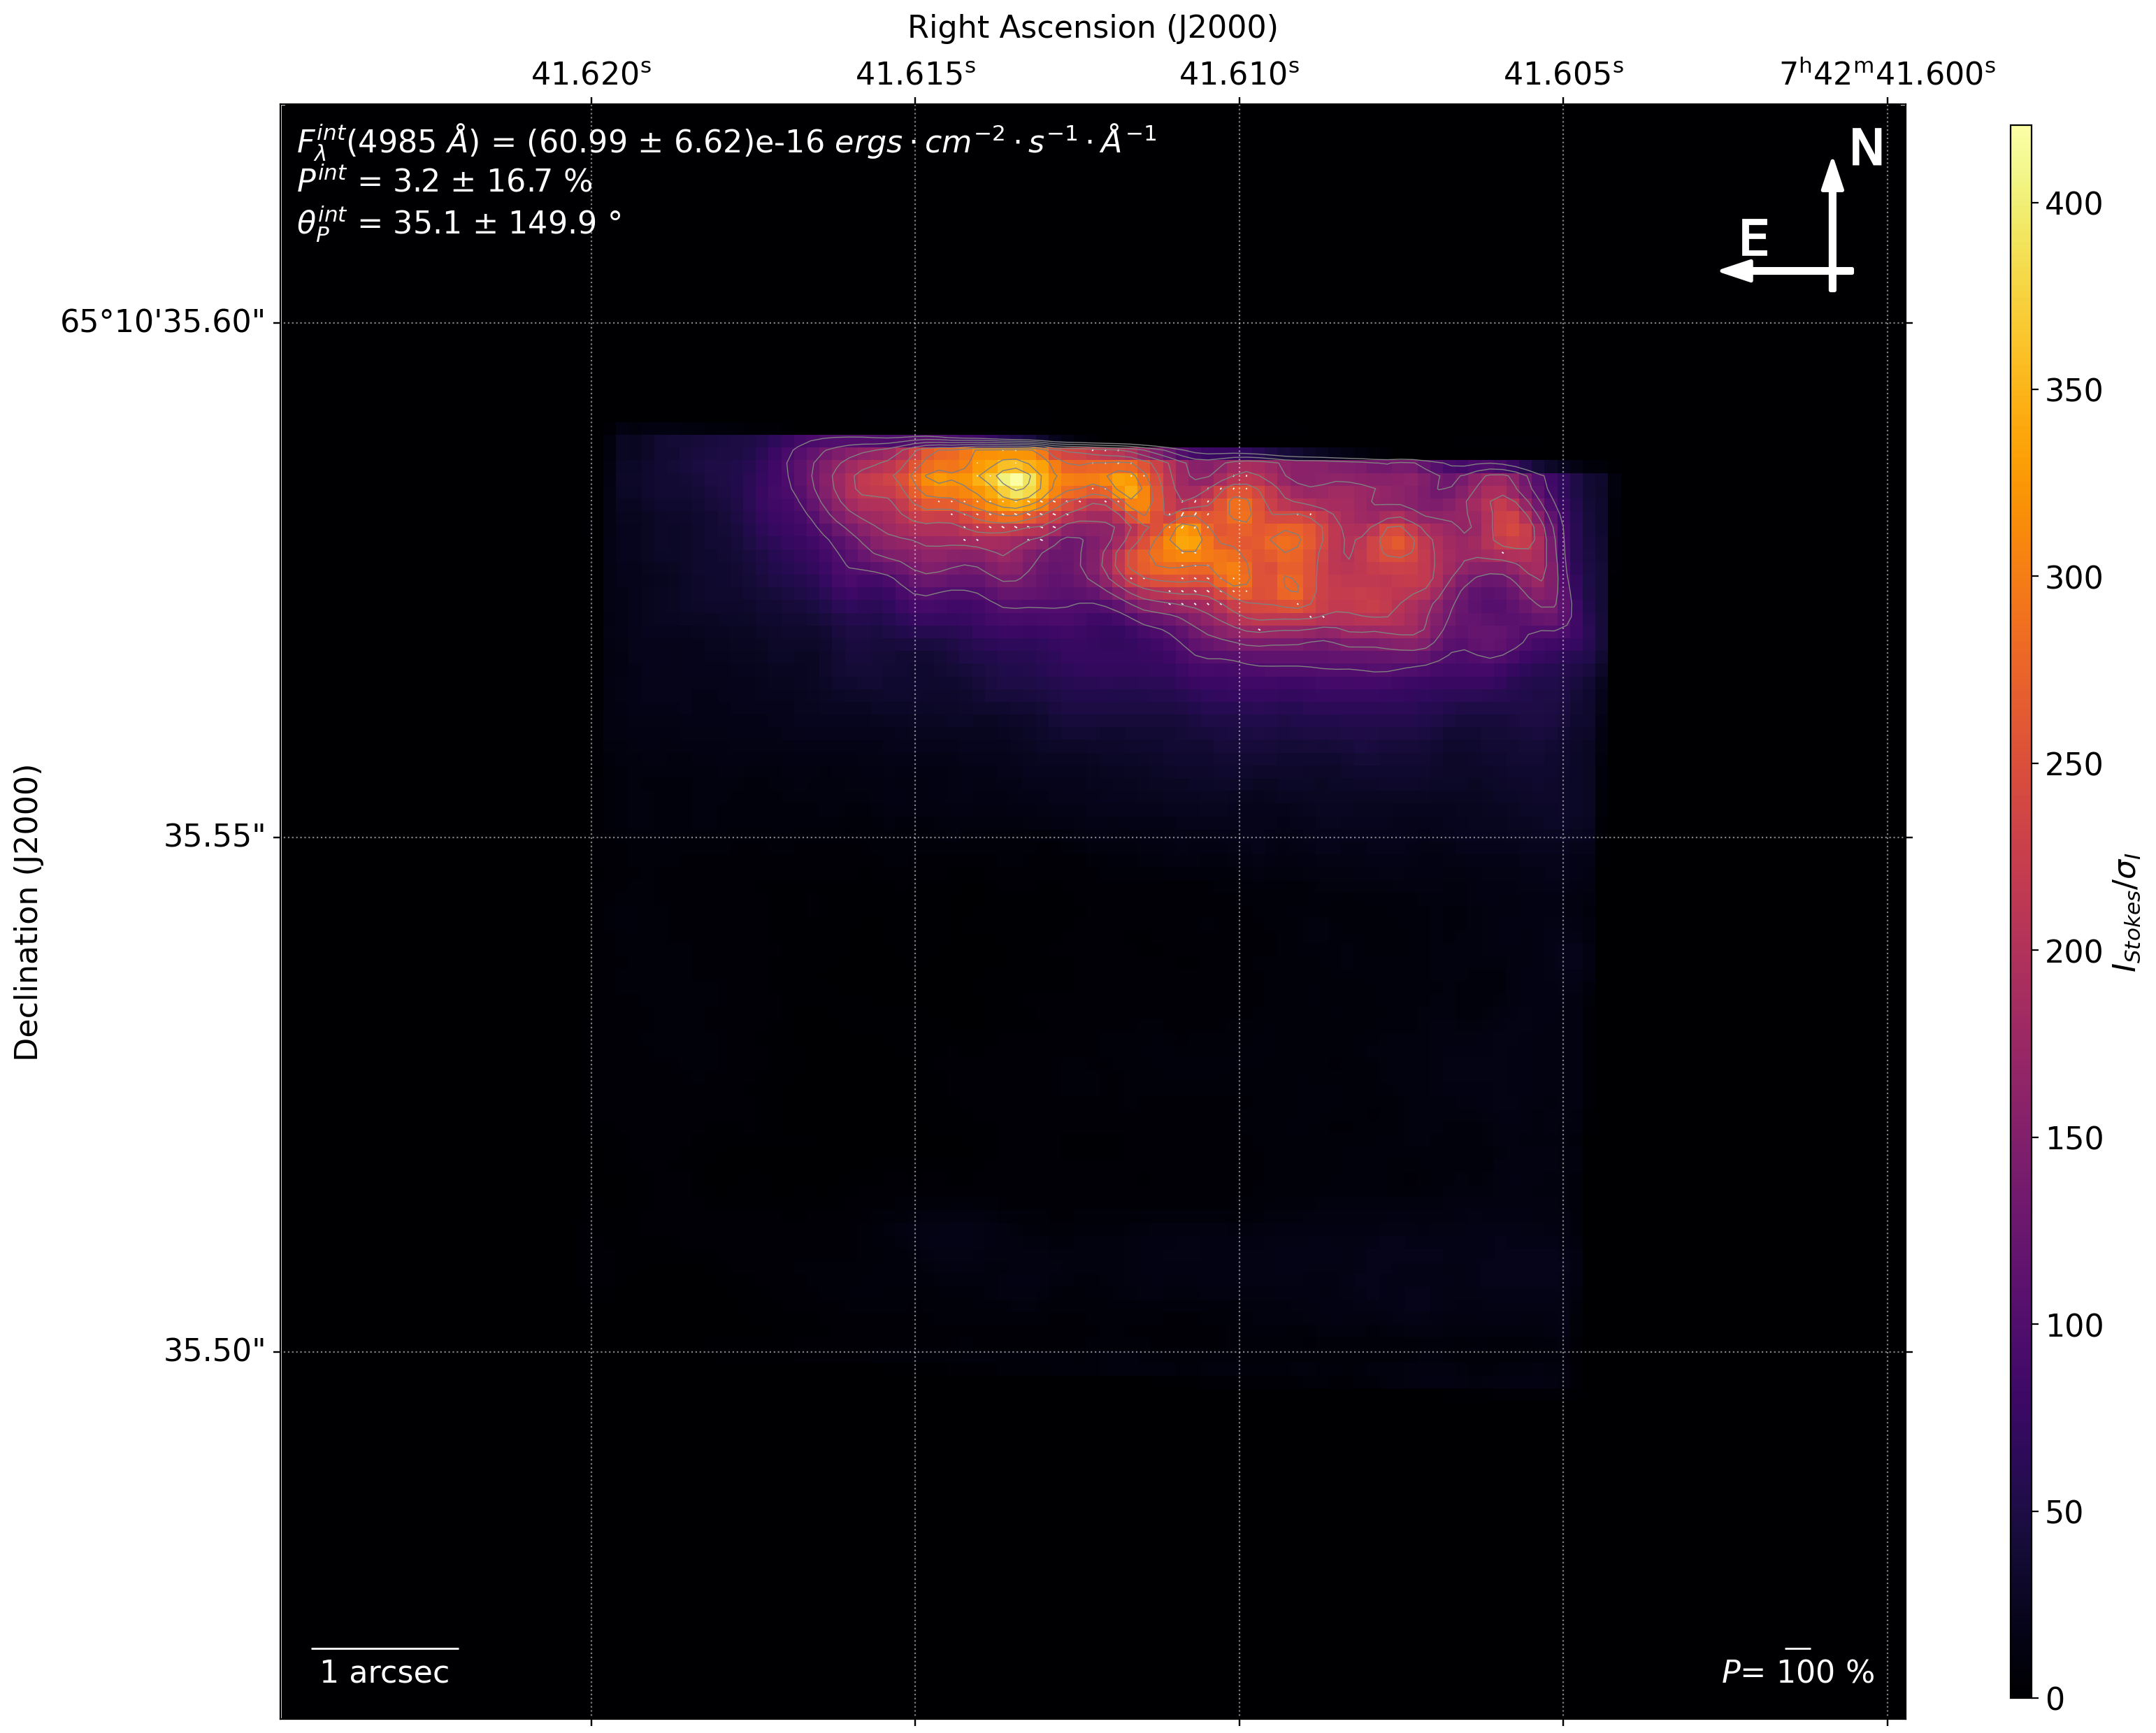 Right Ascension (J2000)
41.620ˢ 41.615ˢ 41.610ˢ 41.605ˢ 7ʰ42ᵐ41.600ˢ
F_λ^int(4985 Å) = (60.99 ± 6.62)e-16 ergs · cm⁻² · s⁻¹ · Å⁻¹
P^int = 3.2 ± 16.7 %
θ_P^int = 35.1 ± 149.9 °
N
E
65°10'35.60"
35.55"
35.50"
Declination (J2000)
1 arcsec
P= 100 %
400
350
300
250
200
150
100
50
0
I_Stokes/σ_I